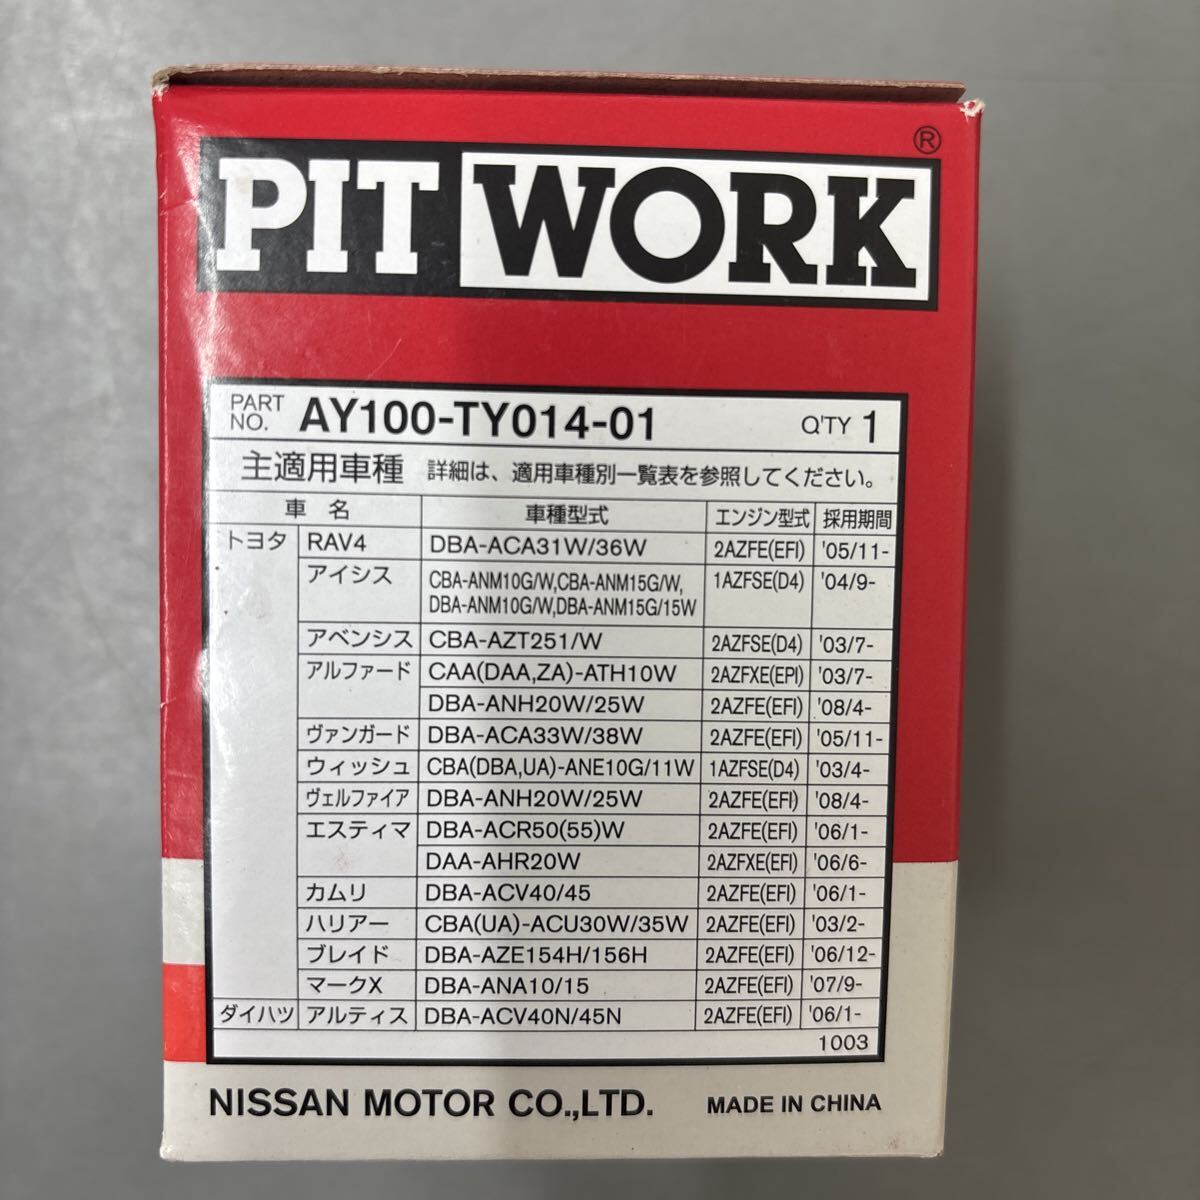 PIT WORK ®
PART NO. AY100-TY014-01 Q'TY 1
主適用車種 詳細は、適用車種別一覧表を参照してください。
車 名 車種型式 エンジン型式 採用期間
トヨタ RAV4 DBA-ACA31W/36W 2AZFE(EFI) '05/11-
アイシス CBA-ANM10G/W,CBA-ANM15G/W, 1AZFSE(D4) '04/9-
DBA-ANM10G/W,DBA-ANM15G/15W
アベンシス CBA-AZT251/W 2AZFSE(D4) '03/7-
アルファード CAA(DAA,ZA)-ATH10W 2AZFXE(EPI) '03/7-
DBA-ANH20W/25W 2AZFE(EFI) '08/4-
ヴァンガード DBA-ACA33W/38W 2AZFE(EFI) '05/11-
ウィッシュ CBA(DBA,UA)-ANE10G/11W 1AZFSE(D4) '03/4-
ヴェルファイア DBA-ANH20W/25W 2AZFE(EFI) '08/4-
エスティマ DBA-ACR50(55)W 2AZFE(EFI) '06/1-
DAA-AHR20W 2AZFXE(EFI) '06/6-
カムリ DBA-ACV40/45 2AZFE(EFI) '06/1-
ハリアー CBA(UA)-ACU30W/35W 2AZFE(EFI) '03/2-
ブレイド DBA-AZE154H/156H 2AZFE(EFI) '06/12-
マークX DBA-ANA10/15 2AZFE(EFI) '07/9-
ダイハツ アルティス DBA-ACV40N/45N 2AZFE(EFI) '06/1-
1003
NISSAN MOTOR CO.,LTD. MADE IN CHINA